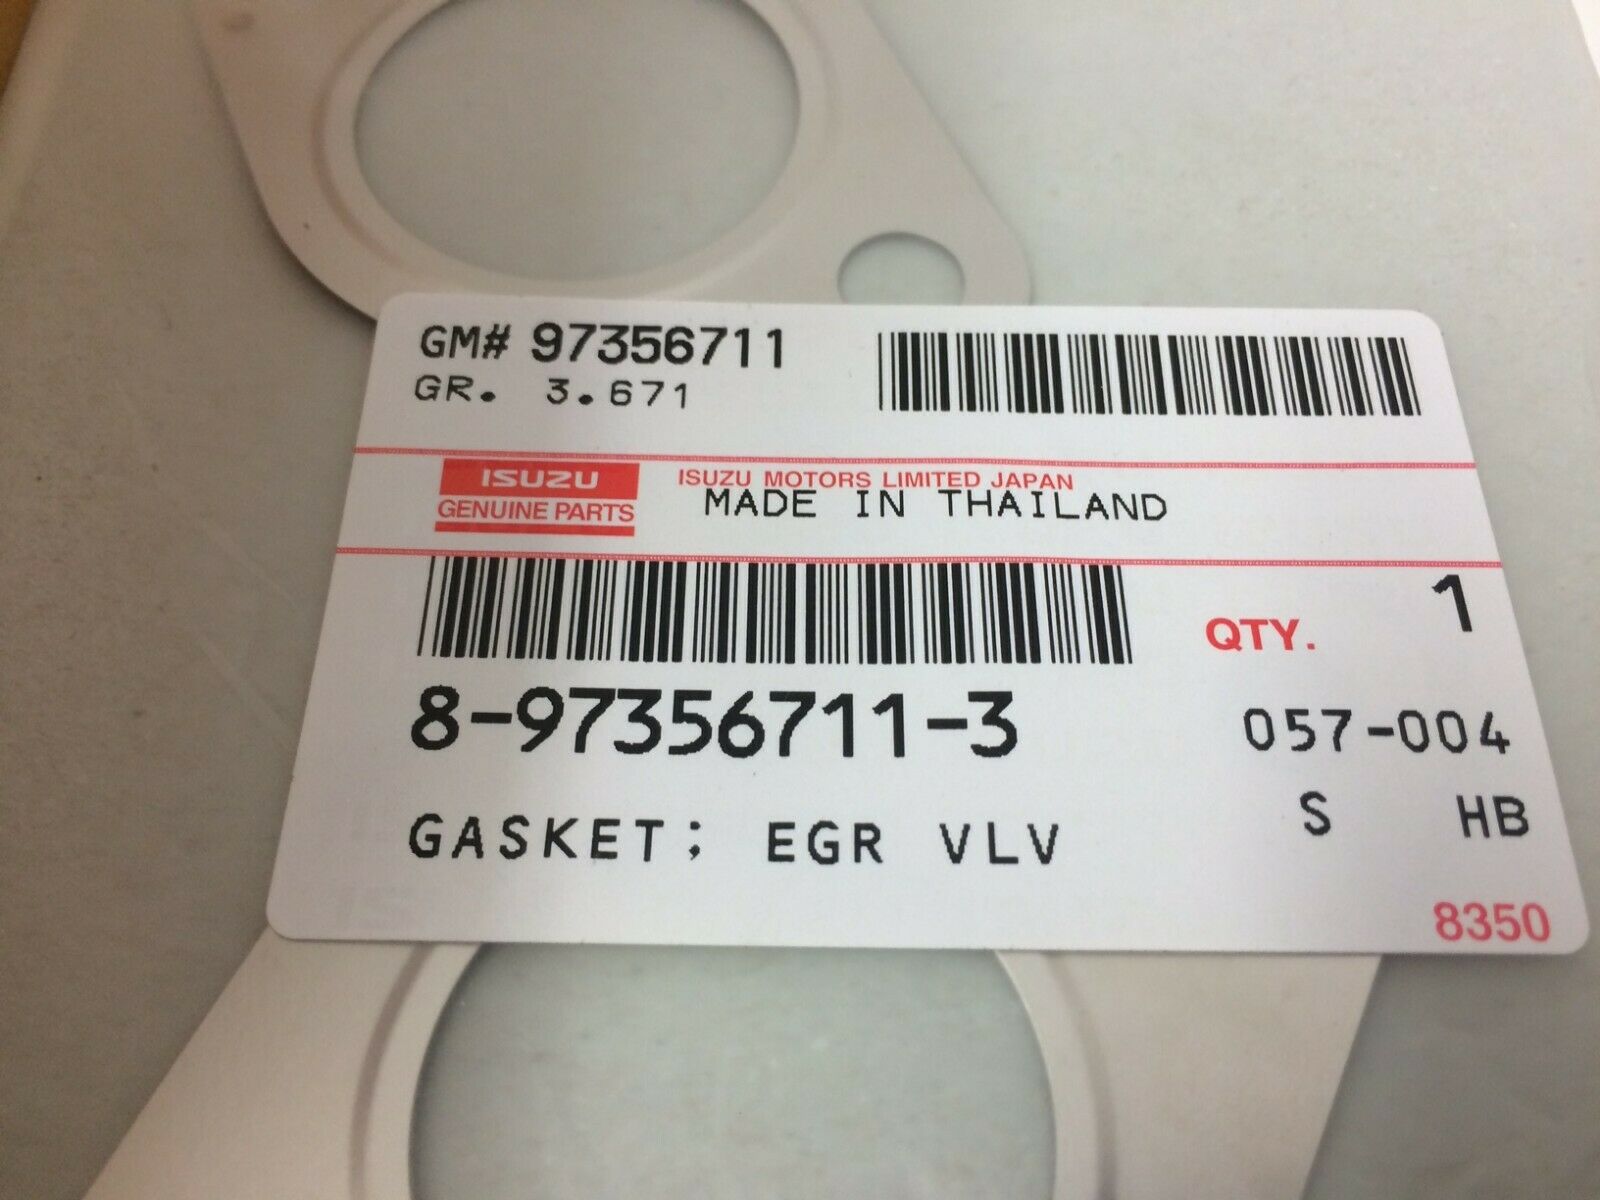 GM# 97356711
GR. 3.671
ISUZU
GENUINE PARTS
ISUZU MOTORS LIMITED JAPAN
MADE IN THAILAND
QTY. 1
8-97356711-3
057-004
GASKET; EGR VLV
S HB
8350